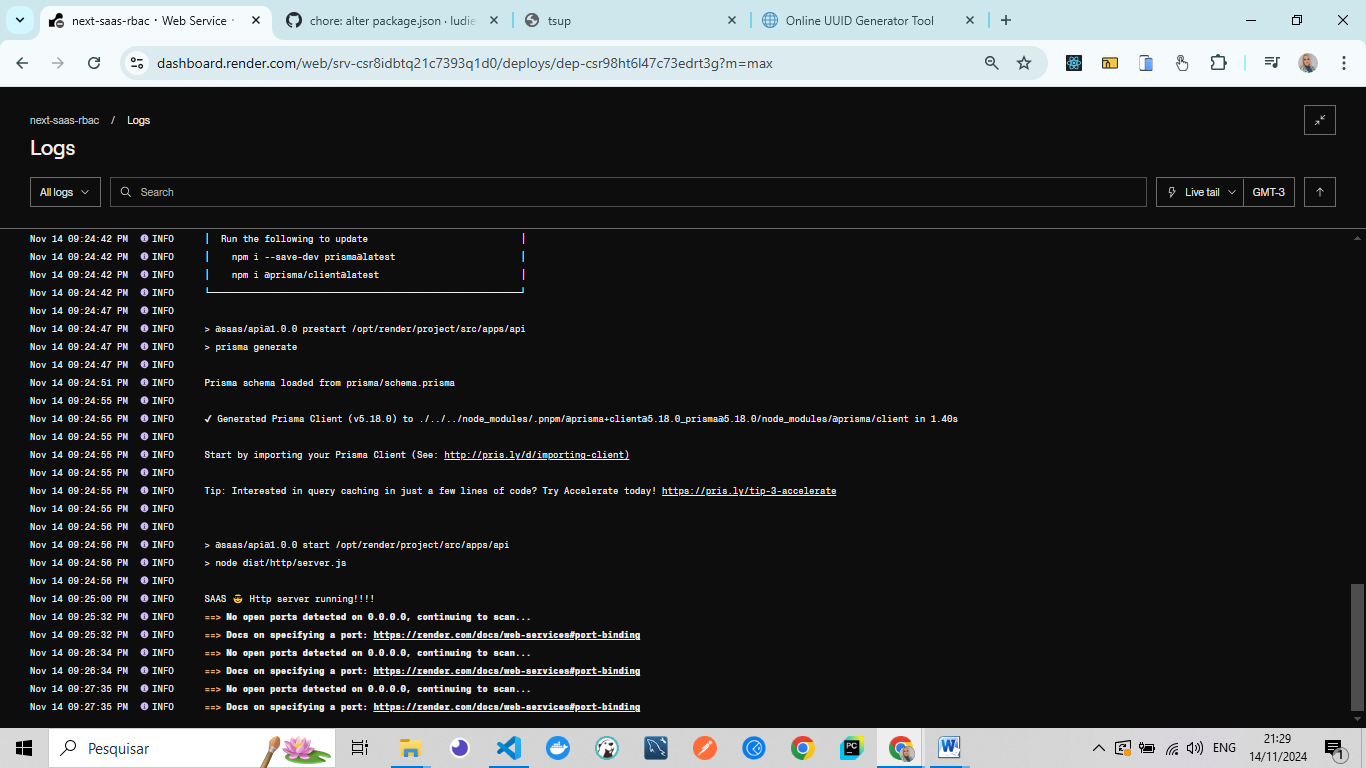 next-saas-rbac · Web Service ·
chore: alter package.json · ludie
tsup
Online UUID Generator Tool
dashboard.render.com/web/srv-csr8idbtq21c7393q1d0/deploys/dep-csr98ht6l47c73edrt3g?m=max
next-saas-rbac / Logs
Logs
All logs
Search
Live tail
GMT-3
Nov 14 09:24:42 PM INFO | Run the following to update |
Nov 14 09:24:42 PM INFO | npm i --save-dev prisma@latest |
Nov 14 09:24:42 PM INFO | npm i @prisma/client@latest |
Nov 14 09:24:42 PM INFO
Nov 14 09:24:47 PM INFO
Nov 14 09:24:47 PM INFO > @saas/api@1.0.0 prestart /opt/render/project/src/apps/api
Nov 14 09:24:47 PM INFO > prisma generate
Nov 14 09:24:47 PM INFO
Nov 14 09:24:51 PM INFO Prisma schema loaded from prisma/schema.prisma
Nov 14 09:24:55 PM INFO
Nov 14 09:24:55 PM INFO ✔ Generated Prisma Client (v5.18.0) to ./../../node_modules/.pnpm/@prisma+client@5.18.0_prisma@5.18.0/node_modules/@prisma/client in 1.40s
Nov 14 09:24:55 PM INFO
Nov 14 09:24:55 PM INFO Start by importing your Prisma Client (See: http://pris.ly/d/importing-client)
Nov 14 09:24:55 PM INFO
Nov 14 09:24:55 PM INFO Tip: Interested in query caching in just a few lines of code? Try Accelerate today! https://pris.ly/tip-3-accelerate
Nov 14 09:24:55 PM INFO
Nov 14 09:24:56 PM INFO
Nov 14 09:24:56 PM INFO > @saas/api@1.0.0 start /opt/render/project/src/apps/api
Nov 14 09:24:56 PM INFO > node dist/http/server.js
Nov 14 09:24:56 PM INFO
Nov 14 09:25:00 PM INFO SAAS 😎 Http server running!!!!
Nov 14 09:25:32 PM INFO ==> No open ports detected on 0.0.0.0, continuing to scan...
Nov 14 09:25:32 PM INFO ==> Docs on specifying a port: https://render.com/docs/web-services#port-binding
Nov 14 09:26:34 PM INFO ==> No open ports detected on 0.0.0.0, continuing to scan...
Nov 14 09:26:34 PM INFO ==> Docs on specifying a port: https://render.com/docs/web-services#port-binding
Nov 14 09:27:35 PM INFO ==> No open ports detected on 0.0.0.0, continuing to scan...
Nov 14 09:27:35 PM INFO ==> Docs on specifying a port: https://render.com/docs/web-services#port-binding
Pesquisar
ENG
21:29
14/11/2024
1